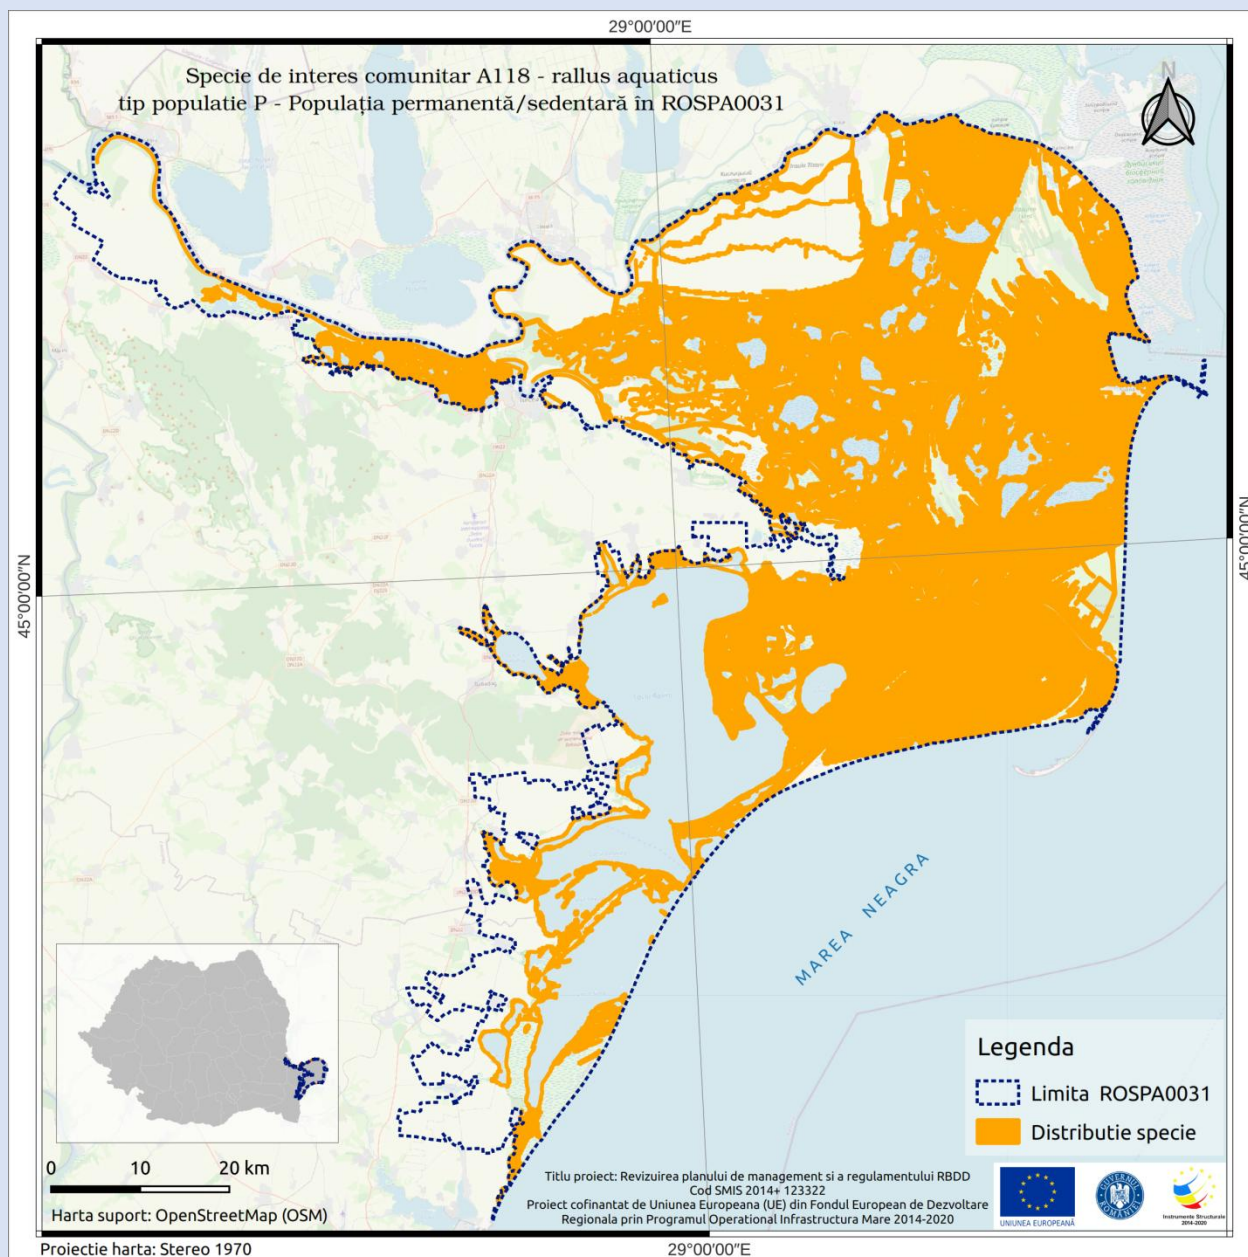 29°00′00″E
Specie de interes comunitar A118 - rallus aquaticus
tip populatie P - Populația permanentă/sedentară în ROSPA0031
N
45°00′00″N
45°00′00″N
MAREA NEAGRA
Legenda
Limita ROSPA0031
Distributie specie
0 10 20 km
Harta suport: OpenStreetMap (OSM)
Titlu proiect: Revizuirea planului de management si a regulamentului RBDD
Cod SMIS 2014+ 123322
Proiect cofinantat de Uniunea Europeana (UE) din Fondul European de Dezvoltare
Regionala prin Programul Operational Infrastructura Mare 2014-2020
UNIUNEA EUROPEANĂ
GUVERNUL ROMÂNIEI
Instrumente Structurale
2014-2020
Proiectie harta: Stereo 1970
29°00′00″E